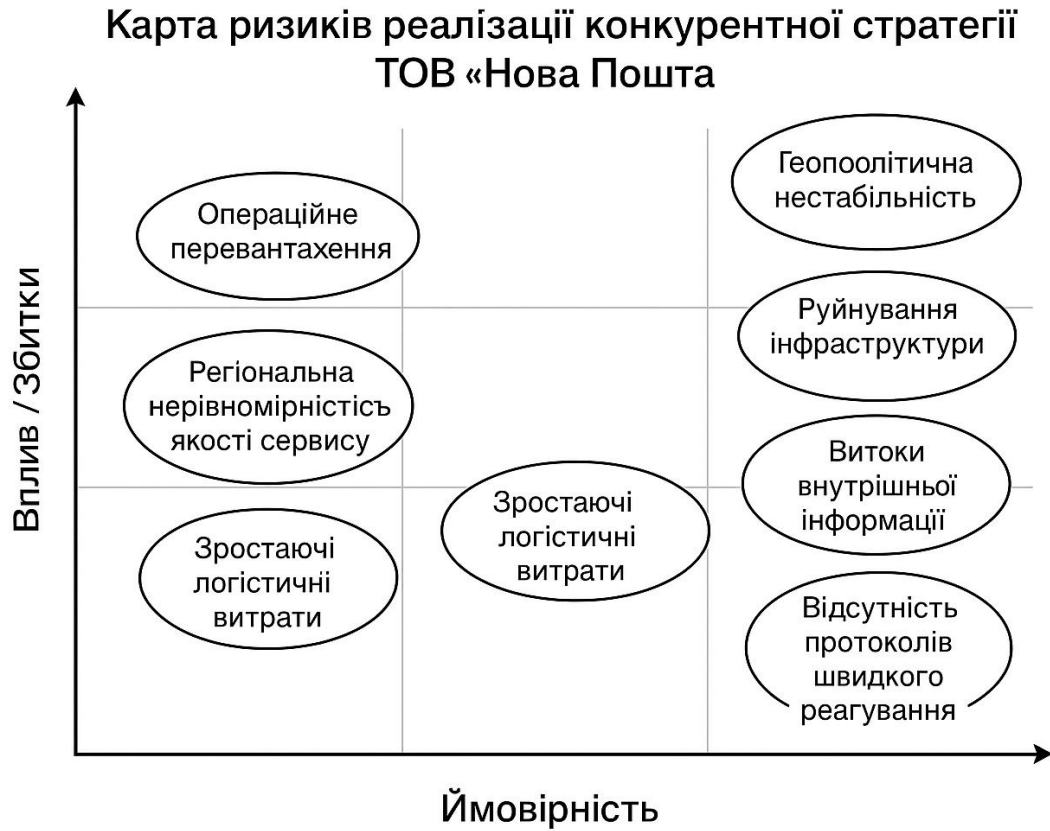 Карта ризиків реалізації конкурентної стратегії
ТОВ «Нова Пошта
Вплив / Збитки
Операційне
перевантахення
Геопоолітична
нестабільність
Регіональна
нерівномірністісъ
якості сервису
Руйнування
інфраструктури
Зростаючі
логістичні
витрати
Зростаючі
логістичні
витрати
Витоки
внутрішньої
інформації
Відсутність
протоколів
швидкого
реагування
Ймовірність